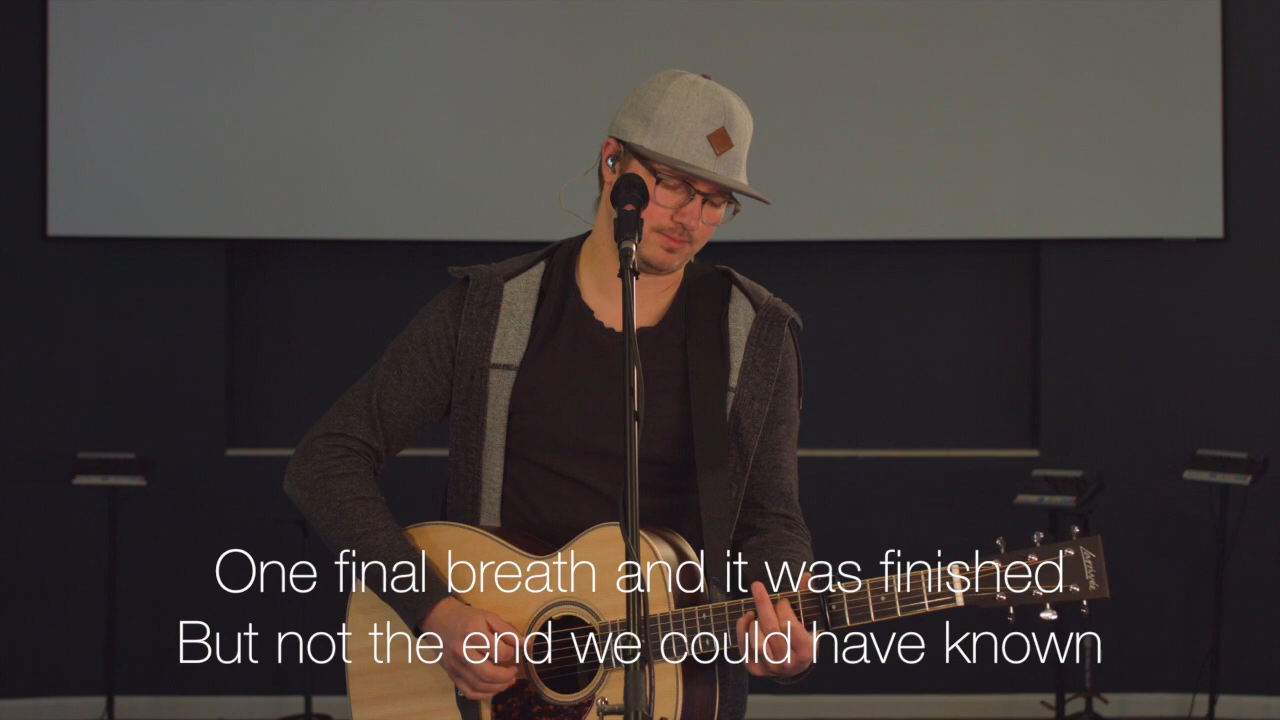 One final breath and it was finished
But not the end we could have known